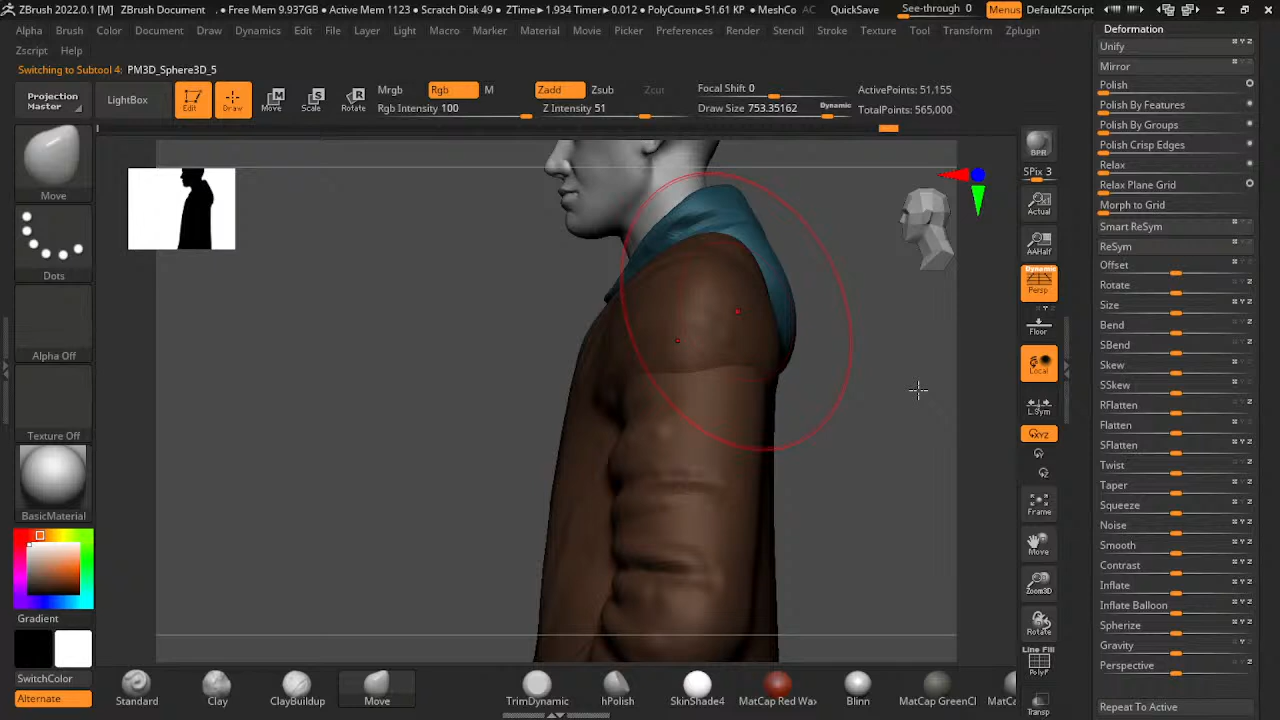 ZBrush 2022.0.1 [M] ZBrush Document . • Free Mem 9.937GB • Active Mem 1103 • Scratch Disk 49 • ZTime▸1.934 Timer▸0.012 • PolyCount▸51.61 KP • MeshCo AC QuickSave See-through 0 Menus DefaultZScript
Alpha Brush Color Document Draw Dynamics Edit File Layer Light Macro Marker Material Movie Picker Preferences Render Stencil Stroke Texture Tool Transform Zplugin
Zscript Help
Switching to Subtool 4: PM3D_Sphere3D_5
Projection Master
LightBox
Edit
Draw
Move
Scale
Rotate
Mrgb Rgb M
Rgb Intensity 100
Zadd Zsub Zcut
Z Intensity 51
Focal Shift 0
Draw Size 753.35162 Dynamic
ActivePoints: 51,155
TotalPoints: 565,000
Move
Dots
Alpha Off
Texture Off
BasicMaterial
Gradient
SwitchColor
Alternate
BPR
SPix 3
Actual
AAHalf
Dynamic
Persp
Floor
Local
L.Sym
XYZ
Frame
Move
Zoom3D
Rotate
Line Fill
PolyF
Transp
Deformation
Unify
Mirror
Polish
Polish By Features
Polish By Groups
Polish Crisp Edges
Relax
Relax Plane Grid
Morph to Grid
Smart ReSym
ReSym
Offset
Rotate
Size
Bend
SBend
Skew
SSkew
RFlatten
Flatten
SFlatten
Twist
Taper
Squeeze
Noise
Smooth
Contrast
Inflate
Inflate Balloon
Spherize
Gravity
Perspective
Repeat To Active
Standard Clay ClayBuildup Move TrimDynamic hPolish SkinShade4 MatCap Red Wax Blinn MatCap GreenCl MatCap